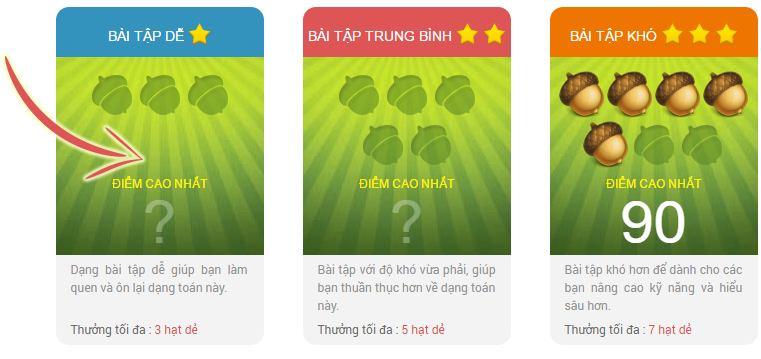 BÀI TẬP DỄ
ĐIỂM CAO NHẤT
?
Dạng bài tập dễ giúp bạn làm
quen và ôn lại dạng toán này.
Thưởng tối đa : 3 hạt dẻ
BÀI TẬP TRUNG BÌNH
ĐIỂM CAO NHẤT
?
Bài tập với độ khó vừa phải, giúp
bạn thuần thục hơn về dạng toán
này.
Thưởng tối đa : 5 hạt dẻ
BÀI TẬP KHÓ
ĐIỂM CAO NHẤT
90
Bài tập khó hơn để dành cho các
bạn nâng cao kỹ năng và hiểu
sâu hơn.
Thưởng tối đa : 7 hạt dẻ